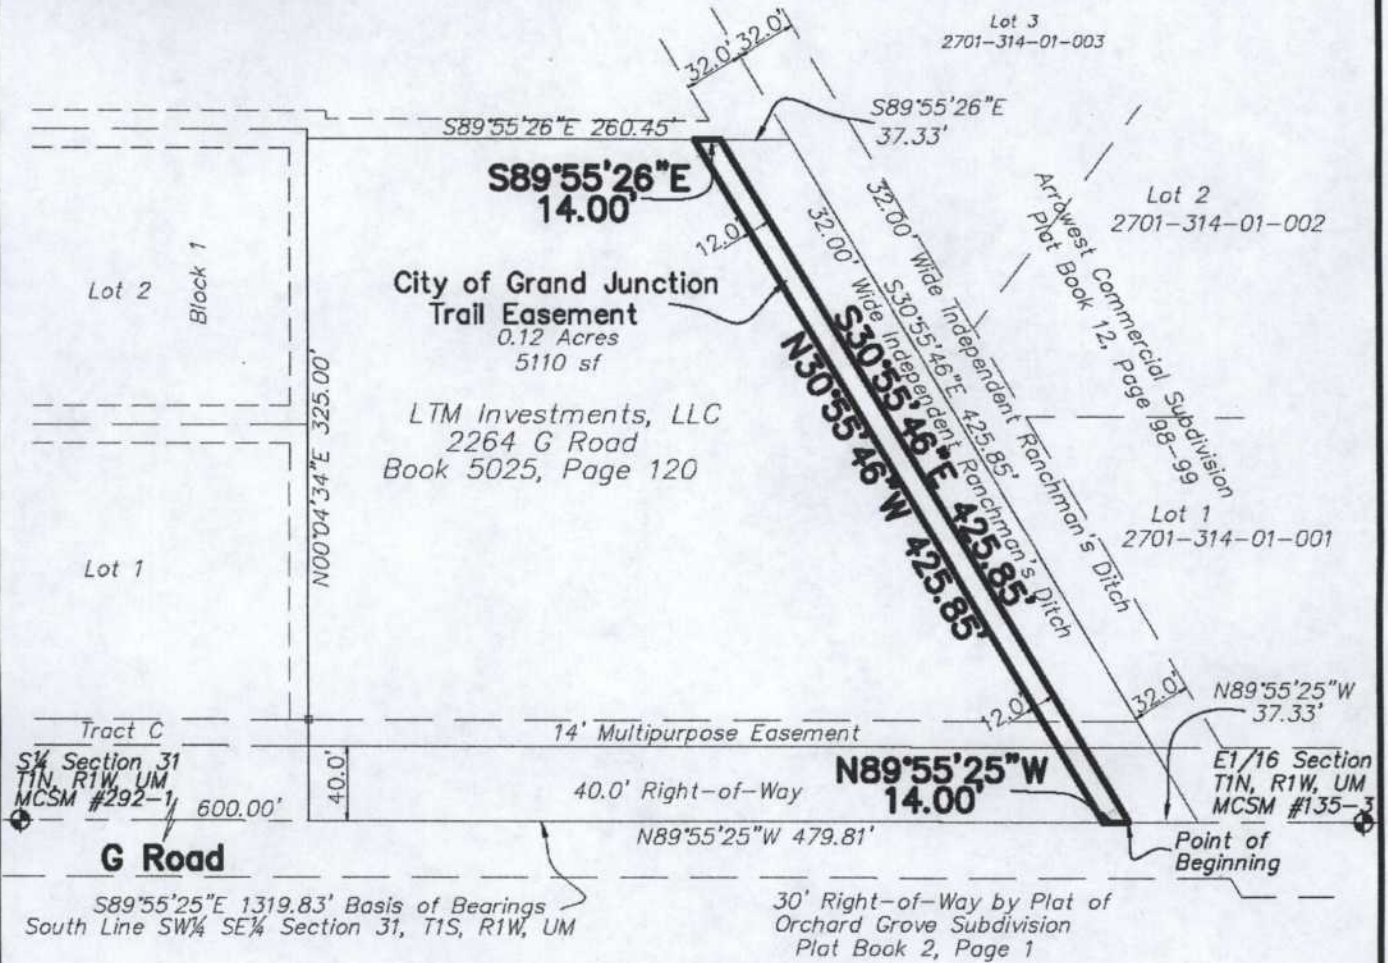 Lot 3
2701-314-01-003
32.0'
32.0'
S89°55'26"E 260.45'
S89°55'26"E
37.33'
S89°55'26"E
14.00'
12.0'
Lot 2
Block 1
City of Grand Junction
Trail Easement
0.12 Acres
5110 sf
LTM Investments, LLC
2264 G Road
Book 5025, Page 120
N00°04'34"E 325.00'
Lot 1
32.00' Wide Independent Ranchman's Ditch
S30°55'46"E 425.85'
32.00' Wide Independent Ranchman's Ditch
S30°55'46"E 425.85'
N30°55'46"W 425.85'
Arrowest Commercial Subdivision
Plat Book 12, Page 98-99
Lot 2
2701-314-01-002
Lot 1
2701-314-01-001
12.0'
32.0'
N89°55'25"W
37.33'
Tract C
14' Multipurpose Easement
S¼ Section 31
T1N, R1W, UM
MCSM #292-1
600.00'
40.0'
40.0' Right-of-Way
N89°55'25"W
14.00'
E1/16 Section
T1N, R1W, UM
MCSM #135-3
N89°55'25"W 479.81'
Point of
Beginning
G Road
S89°55'25"E 1319.83' Basis of Bearings
South Line SW¼ SE¼ Section 31, T1S, R1W, UM
30' Right-of-Way by Plat of
Orchard Grove Subdivision
Plat Book 2, Page 1